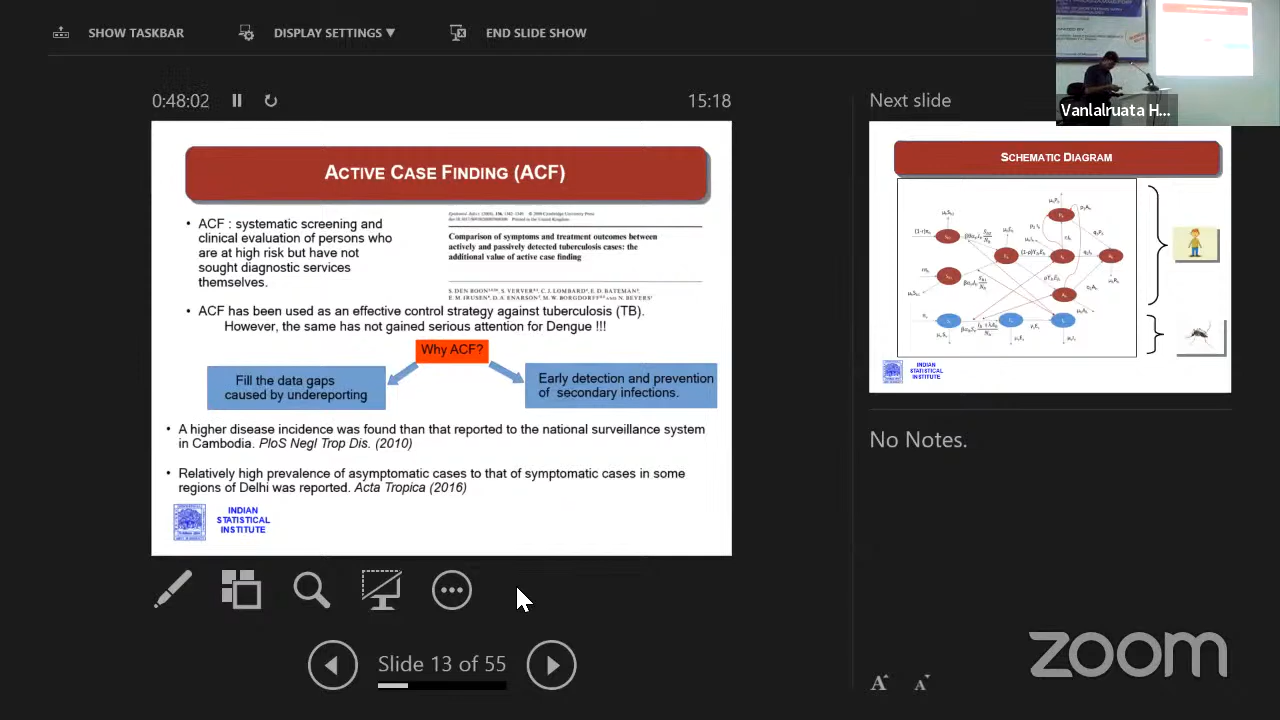 SHOW TASKBAR
DISPLAY SETTINGS ▼
END SLIDE SHOW
0:48:02
15:18
Next slide
Vanlalruata H...
ACTIVE CASE FINDING (ACF)
• ACF : systematic screening and
clinical evaluation of persons who
are at high risk but have not
sought diagnostic services
themselves.
Comparison of symptoms and treatment outcomes between
actively and passively detected tuberculosis cases: the
additional value of active case finding
• ACF has been used as an effective control strategy against tuberculosis (TB).
However, the same has not gained serious attention for Dengue !!!
Why ACF?
Fill the data gaps
caused by underreporting
Early detection and prevention
of secondary infections.
• A higher disease incidence was found than that reported to the national surveillance system
in Cambodia. PloS Negl Trop Dis. (2010)
• Relatively high prevalence of asymptomatic cases to that of symptomatic cases in some
regions of Delhi was reported. Acta Tropica (2016)
INDIAN
STATISTICAL
INSTITUTE
SCHEMATIC DIAGRAM
INDIAN
STATISTICAL
INSTITUTE
No Notes.
Slide 13 of 55
A A
zoom